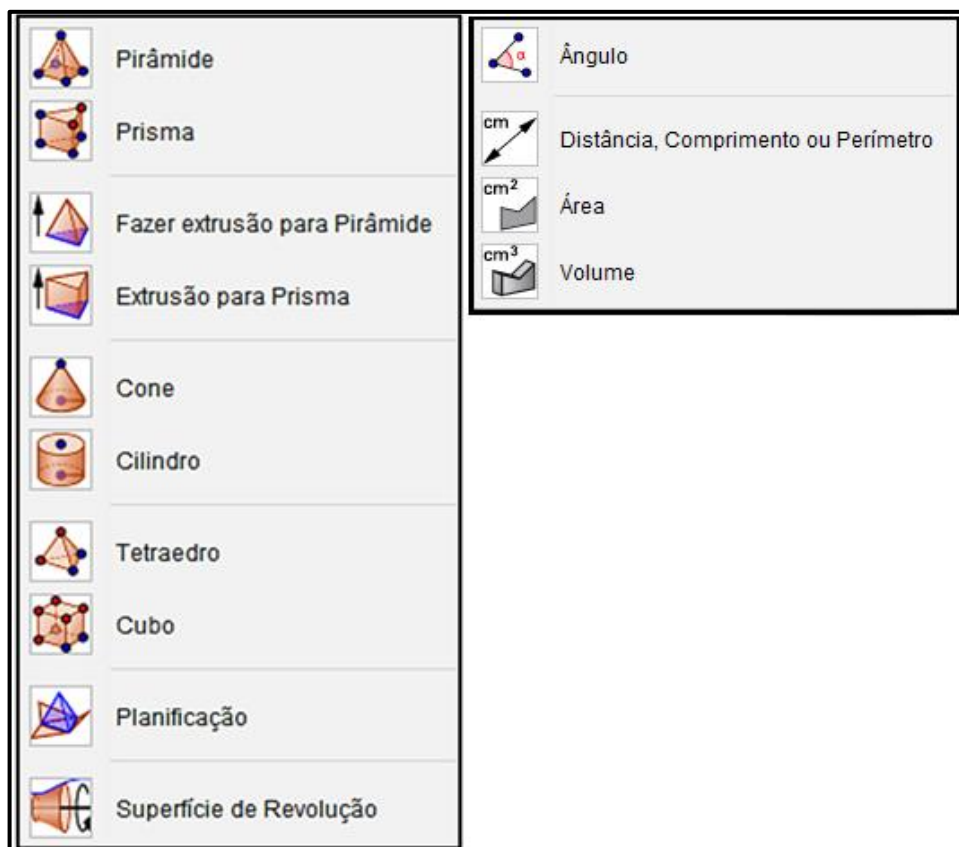 Pirâmide
Prisma
Fazer extrusão para Pirâmide
Extrusão para Prisma
Cone
Cilindro
Tetraedro
Cubo
Planificação
Superfície de Revolução
α
Ângulo
cm
Distância, Comprimento ou Perímetro
cm²
Área
cm³
Volume